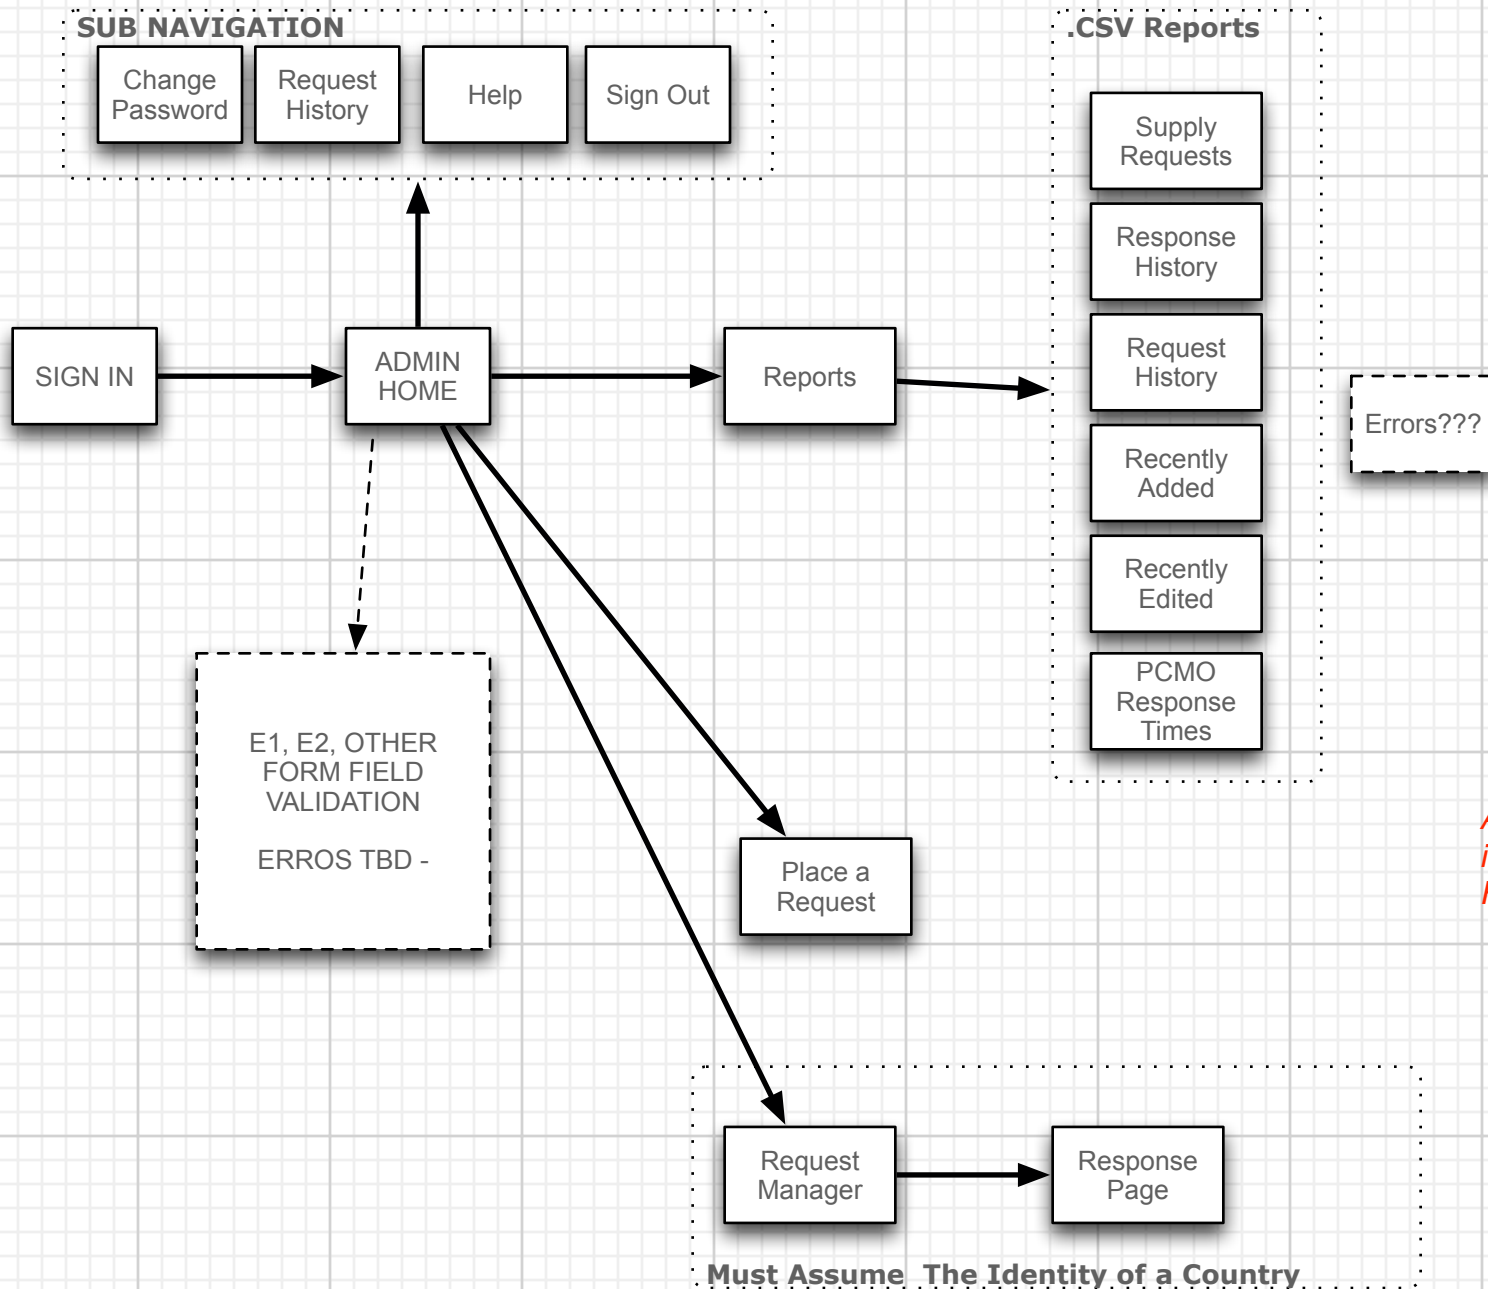 SUB NAVIGATION
Change
Password
Request
History
Help
Sign Out
.CSV Reports
Supply
Requests
Response
History
Request
History
Recently
Added
Recently
Edited
PCMO
Response
Times
SIGN IN
ADMIN
HOME
Reports
Errors???
E1, E2, OTHER
FORM FIELD
VALIDATION
ERROS TBD -
Place a
Request
Request
Manager
Response
Page
Must Assume The Identity of a Country